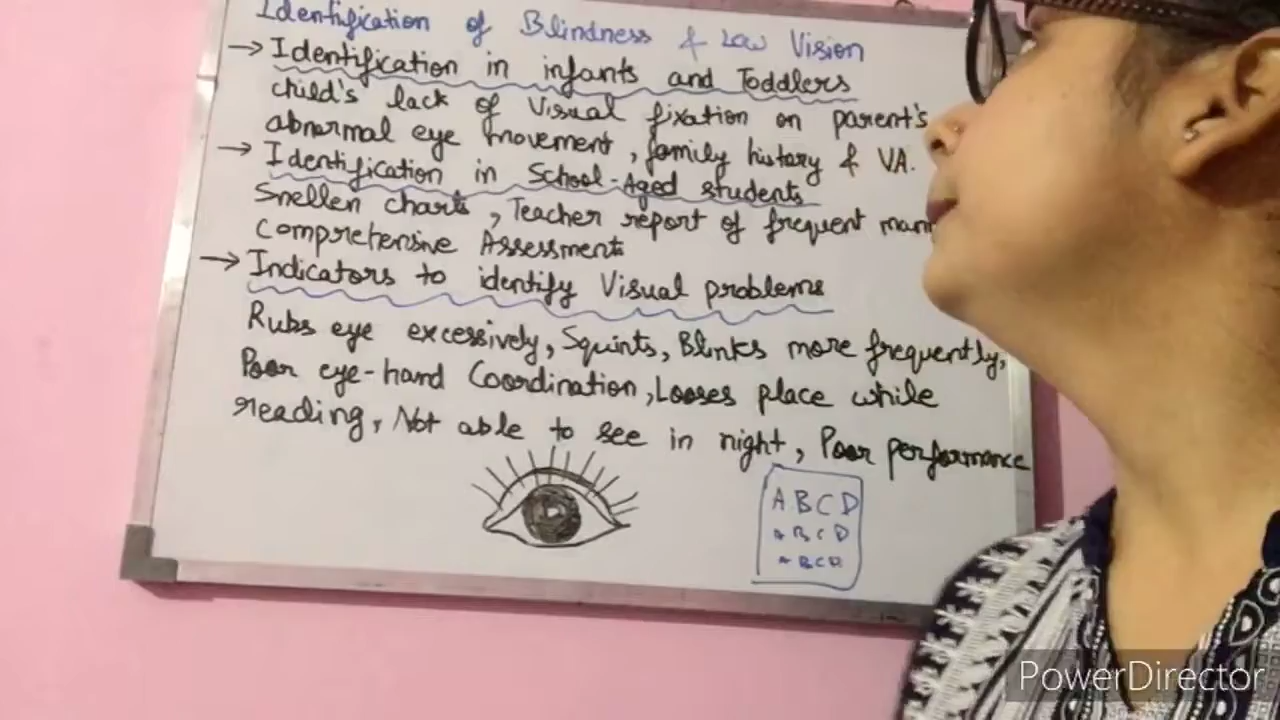 Identification of Blindness & Low Vision
→ Identification in infants and Toddlers
child's lack of Visual fixation on parent's
abnormal eye movement, family history & VA.
→ Identification in School-Aged students
Snellen charts, Teacher report of frequent
Comprehensive Assessment
→ Indicators to identify Visual problems
Rubs eye excessively, Squints, Blinks more frequently,
Poor eye-hand Coordination, Looses place while
reading, Not able to see in night, Poor performance
A B C D
A B C D
A B C D
PowerDirector